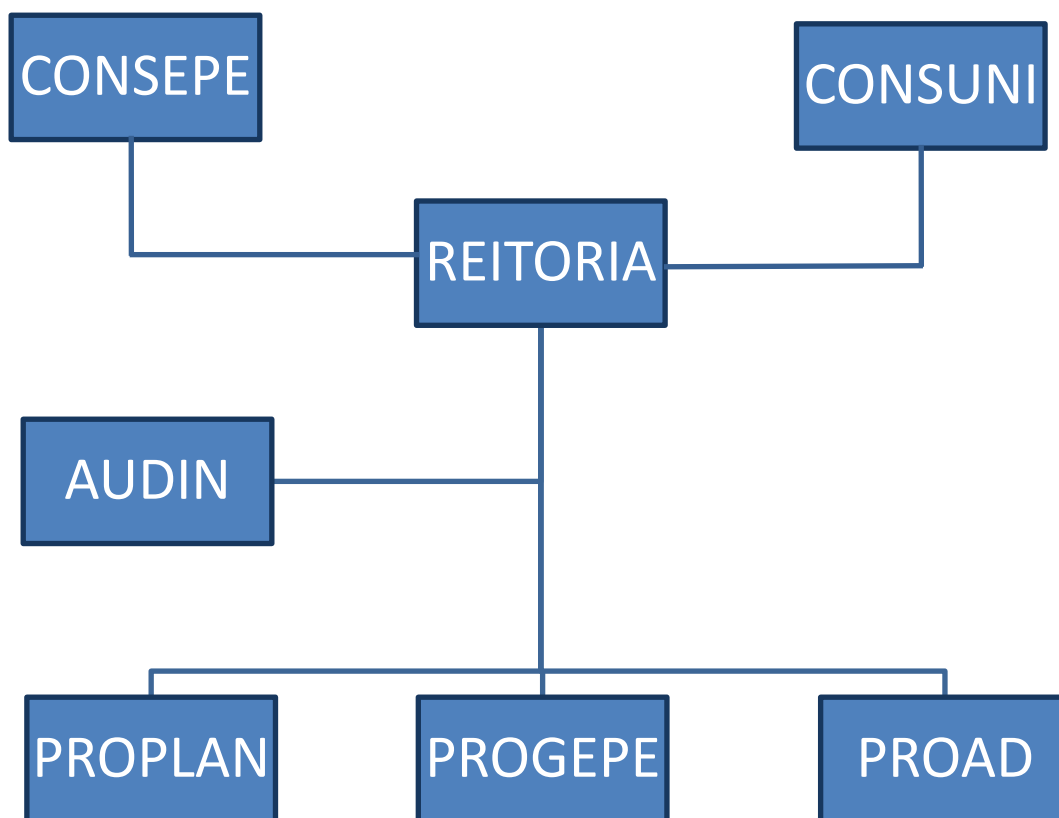 CONSEPE
CONSUNI
REITORIA
AUDIN
PROPLAN
PROGEPE
PROAD